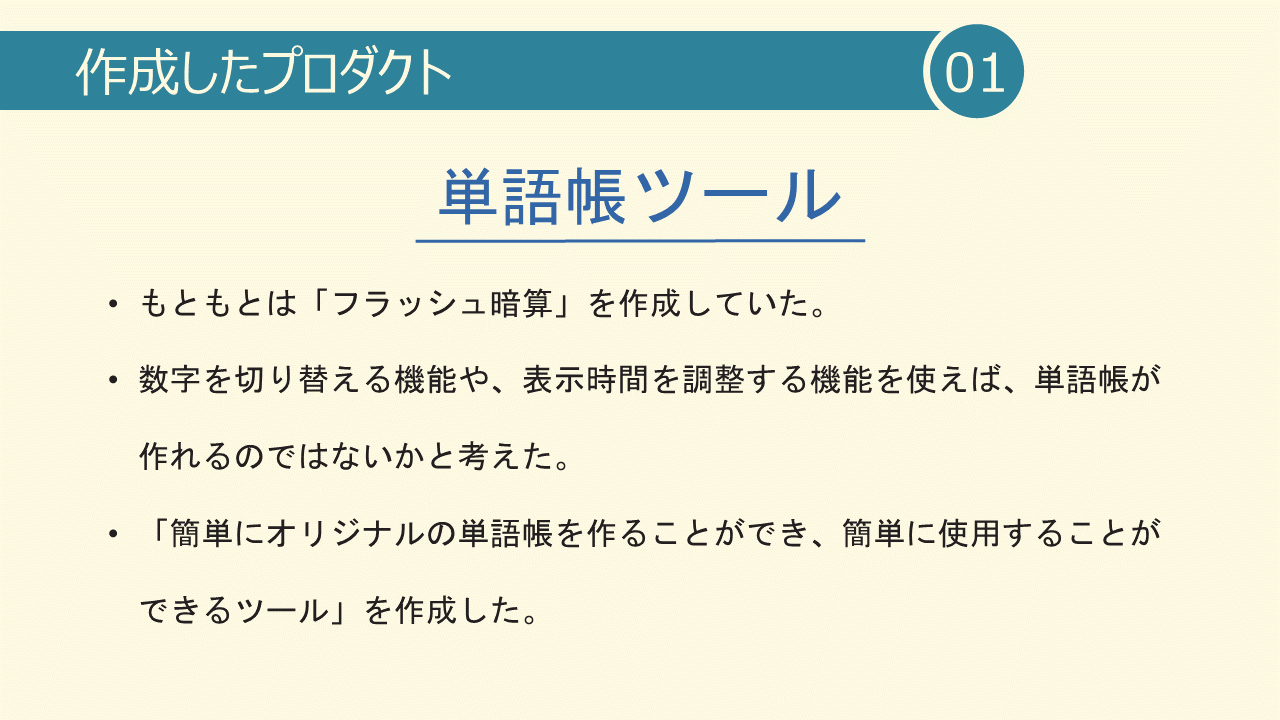 作成したプロダクト
01
単語帳ツール
• もともとは「フラッシュ暗算」を作成していた。
• 数字を切り替える機能や、表示時間を調整する機能を使えば、単語帳が
作れるのではないかと考えた。
• 「簡単にオリジナルの単語帳を作ることができ、簡単に使用することが
できるツール」を作成した。